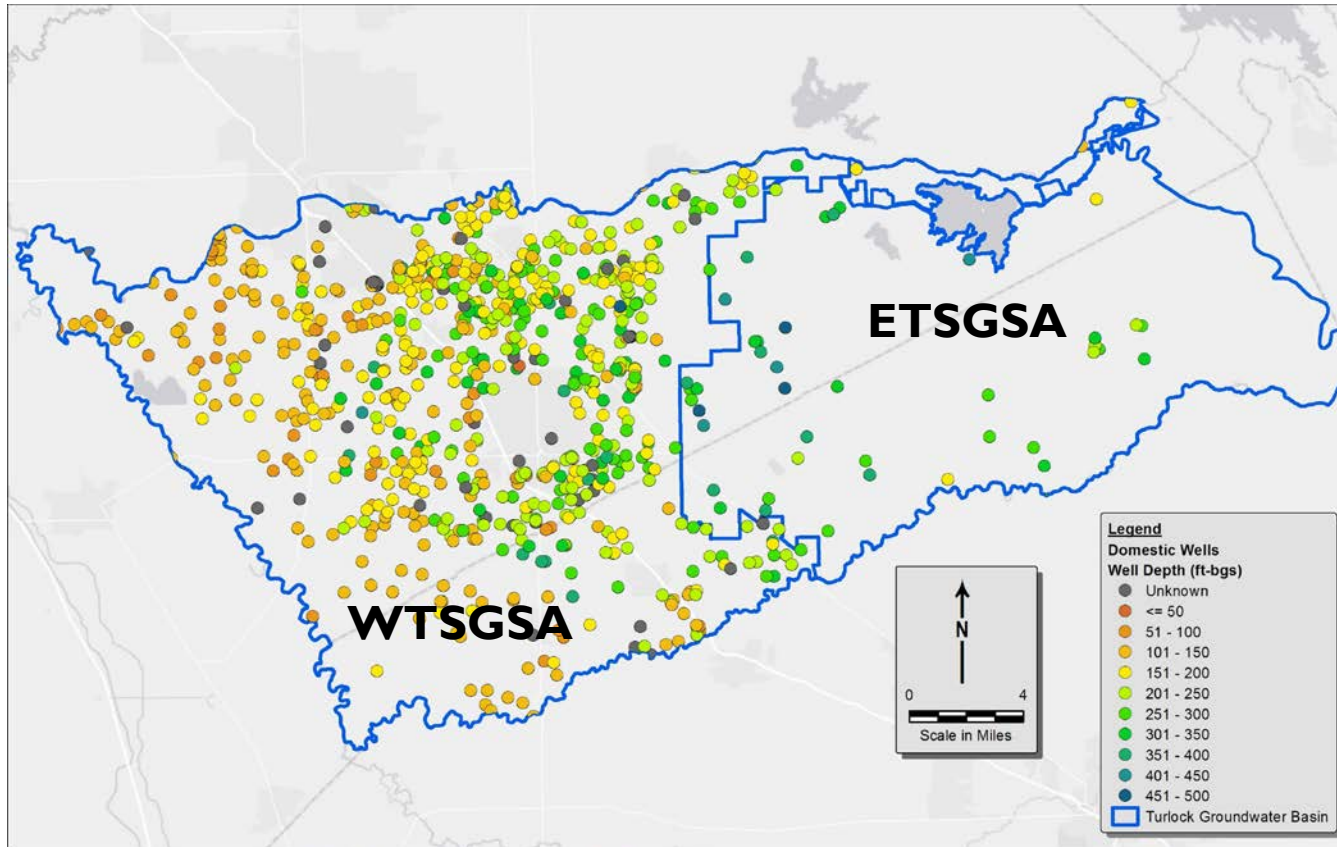 ETSGSA
WTSGSA
N
0 4
Scale in Miles
Legend
Domestic Wells
Well Depth (ft-bgs)
Unknown
<= 50
51 - 100
101 - 150
151 - 200
201 - 250
251 - 300
301 - 350
351 - 400
401 - 450
451 - 500
Turlock Groundwater Basin